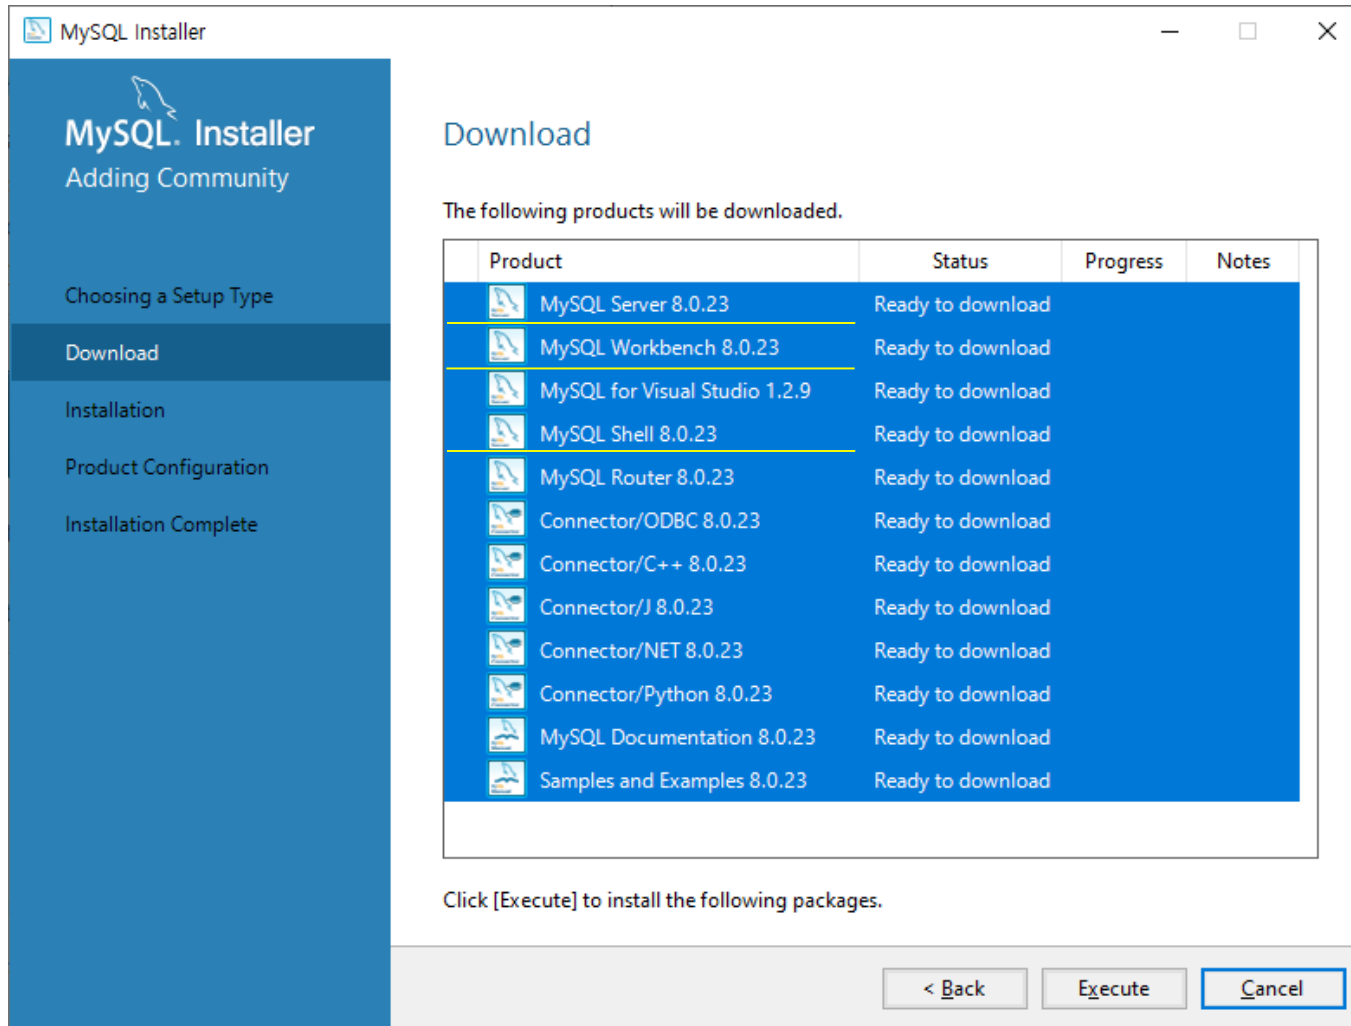 MySQL Installer
MySQL. Installer
Adding Community
Choosing a Setup Type
Download
Installation
Product Configuration
Installation Complete
Download
The following products will be downloaded.
Product Status Progress Notes
MySQL Server 8.0.23 Ready to download
MySQL Workbench 8.0.23 Ready to download
MySQL for Visual Studio 1.2.9 Ready to download
MySQL Shell 8.0.23 Ready to download
MySQL Router 8.0.23 Ready to download
Connector/ODBC 8.0.23 Ready to download
Connector/C++ 8.0.23 Ready to download
Connector/J 8.0.23 Ready to download
Connector/NET 8.0.23 Ready to download
Connector/Python 8.0.23 Ready to download
MySQL Documentation 8.0.23 Ready to download
Samples and Examples 8.0.23 Ready to download
Click [Execute] to install the following packages.
< Back Execute Cancel